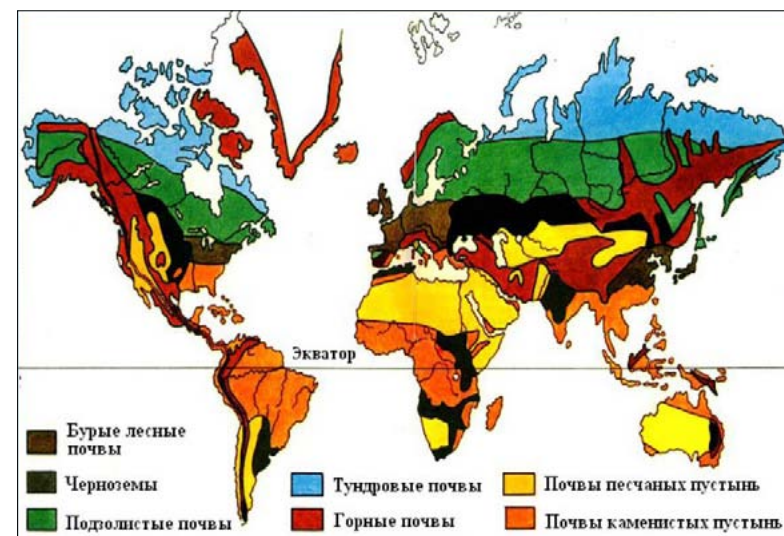 Экватор
Бурые лесные
почвы
Черноземы
Подзолистые почвы
Тундровые почвы
Горные почвы
Почвы песчаных пустынь
Почвы каменистых пустынь